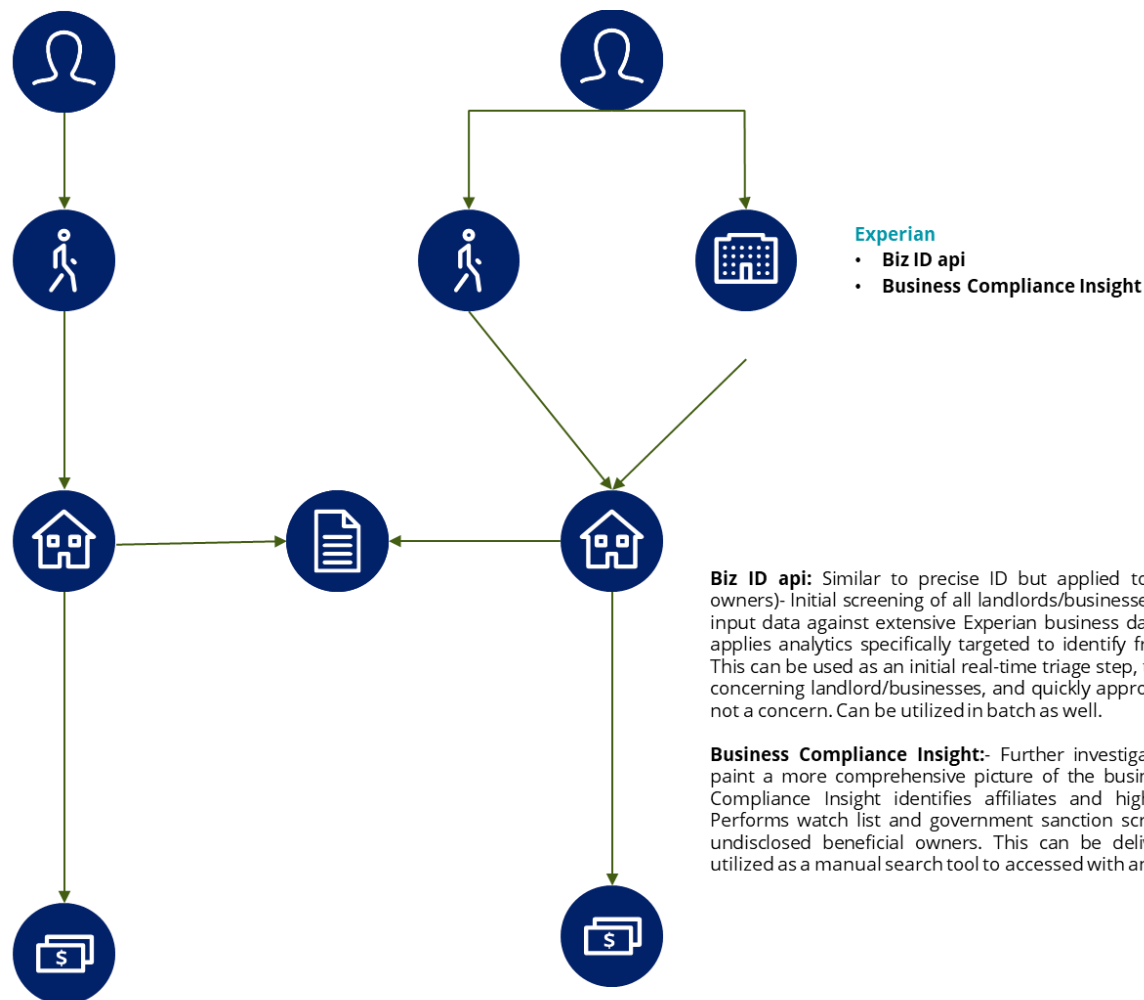 Experian
• Biz ID api
• Business Compliance Insight
Biz ID api: Similar to precise ID but applied to
owners)- Initial screening of all landlords/businesse
input data against extensive Experian business da
applies analytics specifically targeted to identify fr
This can be used as an initial real-time triage step,
concerning landlord/businesses, and quickly appro
not a concern. Can be utilized in batch as well.
Business Compliance Insight:- Further investiga
paint a more comprehensive picture of the busin
Compliance Insight identifies affiliates and high
Performs watch list and government sanction scr
undisclosed beneficial owners. This can be deli
utilized as a manual search tool to accessed with a
$
$